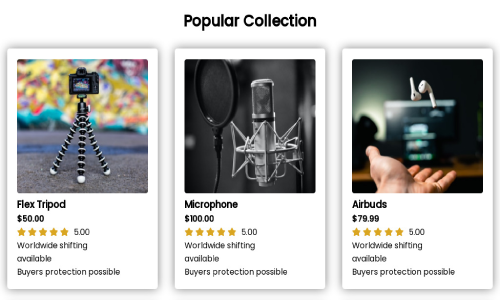 Popular Collection
Flex Tripod
$50.00
5.00
Worldwide shifting
available
Buyers protection possible
Microphone
$100.00
5.00
Worldwide shifting
available
Buyers protection possible
Airbuds
$79.99
5.00
Worldwide shifting
available
Buyers protection possible